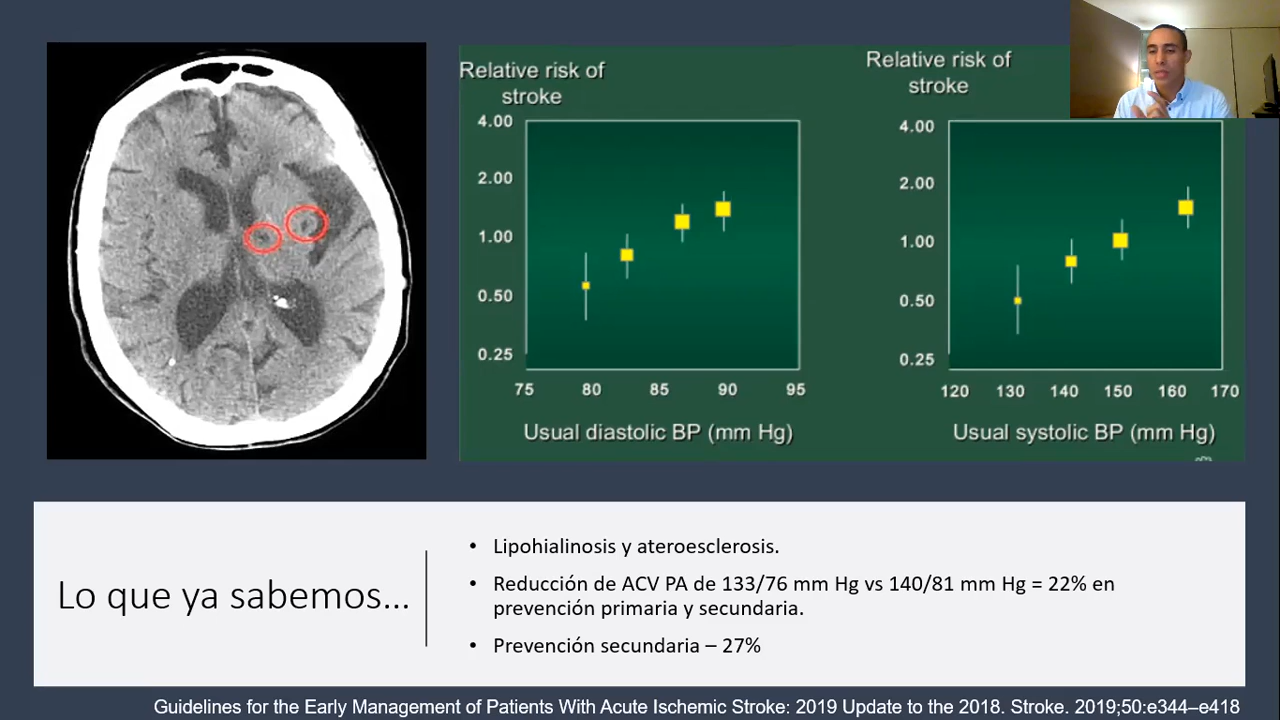 Relative risk of
stroke
4.00
2.00
1.00
0.50
0.25
75 80 85 90 95
Usual diastolic BP (mm Hg)
Relative risk of
stroke
4.00
2.00
1.00
0.50
0.25
120 130 140 150 160 170
Usual systolic BP (mm Hg)
Lo que ya sabemos...
• Lipohialinosis y ateroesclerosis.
• Reducción de ACV PA de 133/76 mm Hg vs 140/81 mm Hg = 22% en
prevención primaria y secundaria.
• Prevención secundaria – 27%
Guidelines for the Early Management of Patients With Acute Ischemic Stroke: 2019 Update to the 2018. Stroke. 2019;50:e344–e418